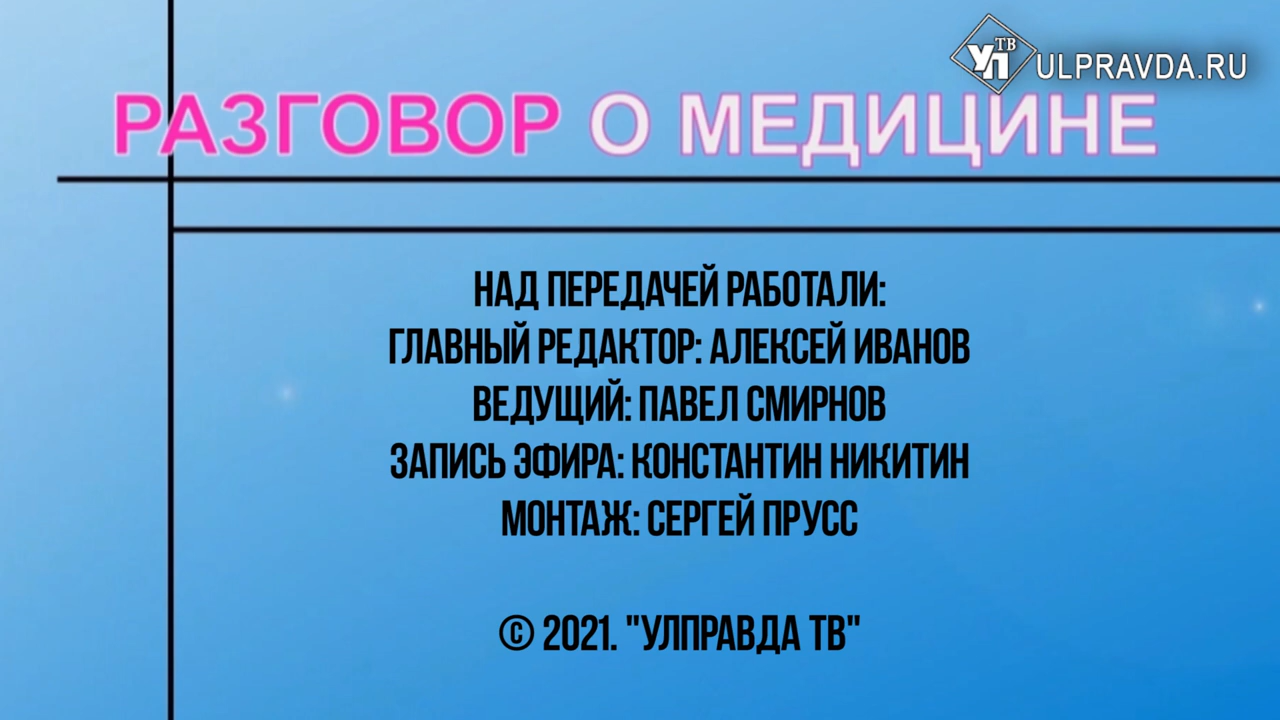 УП ТВ ULPRAVDA.RU
РАЗГОВОР О МЕДИЦИНЕ
НАД ПЕРЕДАЧЕЙ РАБОТАЛИ:
ГЛАВНЫЙ РЕДАКТОР: АЛЕКСЕЙ ИВАНОВ
ВЕДУЩИЙ: ПАВЕЛ СМИРНОВ
ЗАПИСЬ ЭФИРА: КОНСТАНТИН НИКИТИН
МОНТАЖ: СЕРГЕЙ ПРУСС
© 2021. "УЛПРАВДА ТВ"